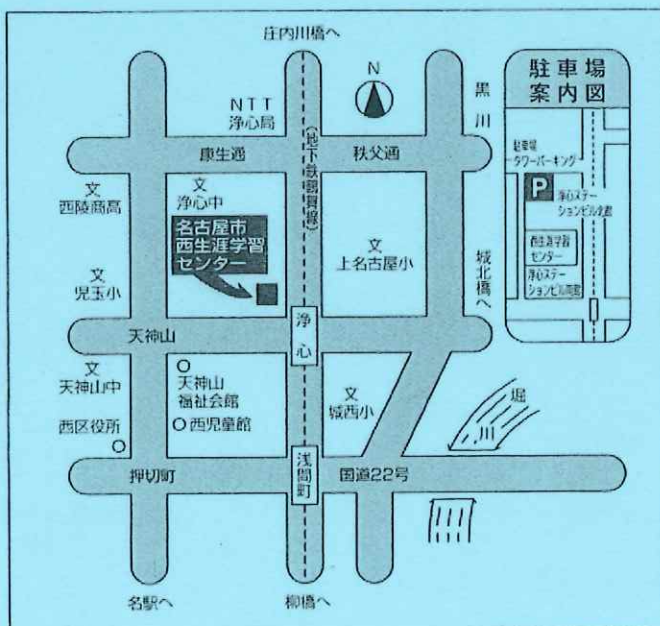 庄内川橋へ
N
NTT
浄心局
黒川
康生通
秩父通
(地下鉄鶴舞線)
文
西陵商高
文
浄心中
名古屋市
西生涯学習
センター
文
上名古屋小
文
児玉小
城北橋へ
天神山
浄心
文
天神山中
天神山
福祉会館
文
城西小
西区役所
西児童館
堀川
押切町
浅間町
国道22号
名駅へ
柳橋へ
駐車場
案内図
駐車場
タワーパーキング
P
浄心ステー
ションビル北館
西生涯学習
センター
浄心ステー
ションビル南館